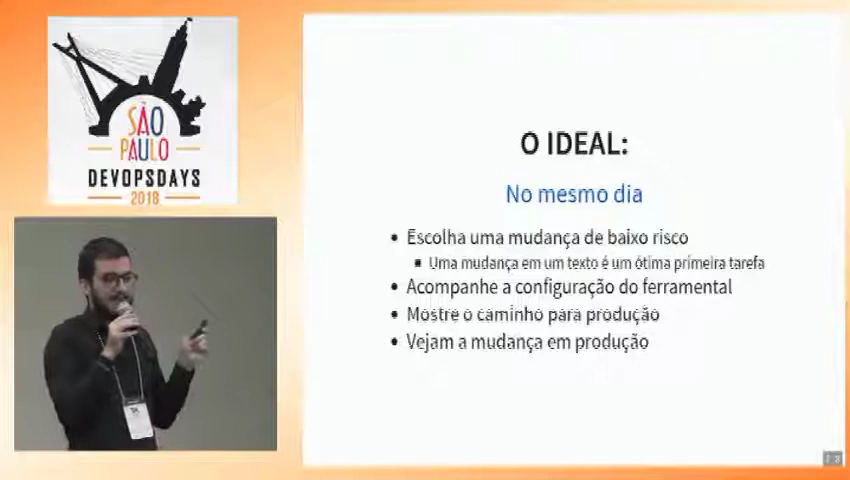 SÃO
PAULO
DEVOPSDAYS
2018
O IDEAL:
No mesmo dia
Escolha uma mudança de baixo risco
Uma mudança em um texto é um ótima primeira tarefa
Acompanhe a configuração do ferramental
Mostre o caminho para produção
Vejam a mudança em produção